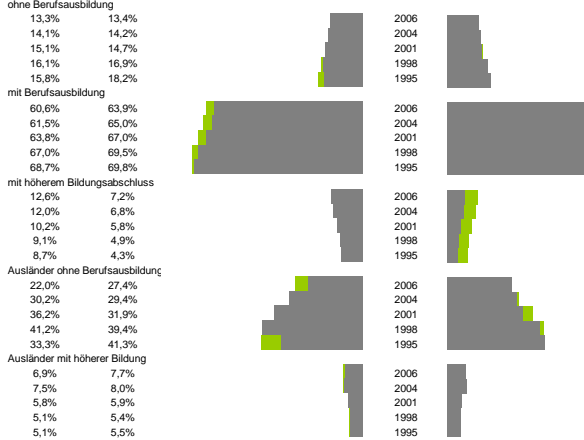 ohne Berufsausbildung
13,3% 13,4% 2006
14,1% 14,2% 2004
15,1% 14,7% 2001
16,1% 16,9% 1998
15,8% 18,2% 1995
mit Berufsausbildung
60,6% 63,9% 2006
61,5% 65,0% 2004
63,8% 67,0% 2001
67,0% 69,5% 1998
68,7% 69,8% 1995
mit höherem Bildungsabschluss
12,6% 7,2% 2006
12,0% 6,8% 2004
10,2% 5,8% 2001
9,1% 4,9% 1998
8,7% 4,3% 1995
Ausländer ohne Berufsausbildung
22,0% 27,4% 2006
30,2% 29,4% 2004
36,2% 31,9% 2001
41,2% 39,4% 1998
33,3% 41,3% 1995
Ausländer mit höherer Bildung
6,9% 7,7% 2006
7,5% 8,0% 2004
5,8% 5,9% 2001
5,1% 5,4% 1998
5,1% 5,5% 1995